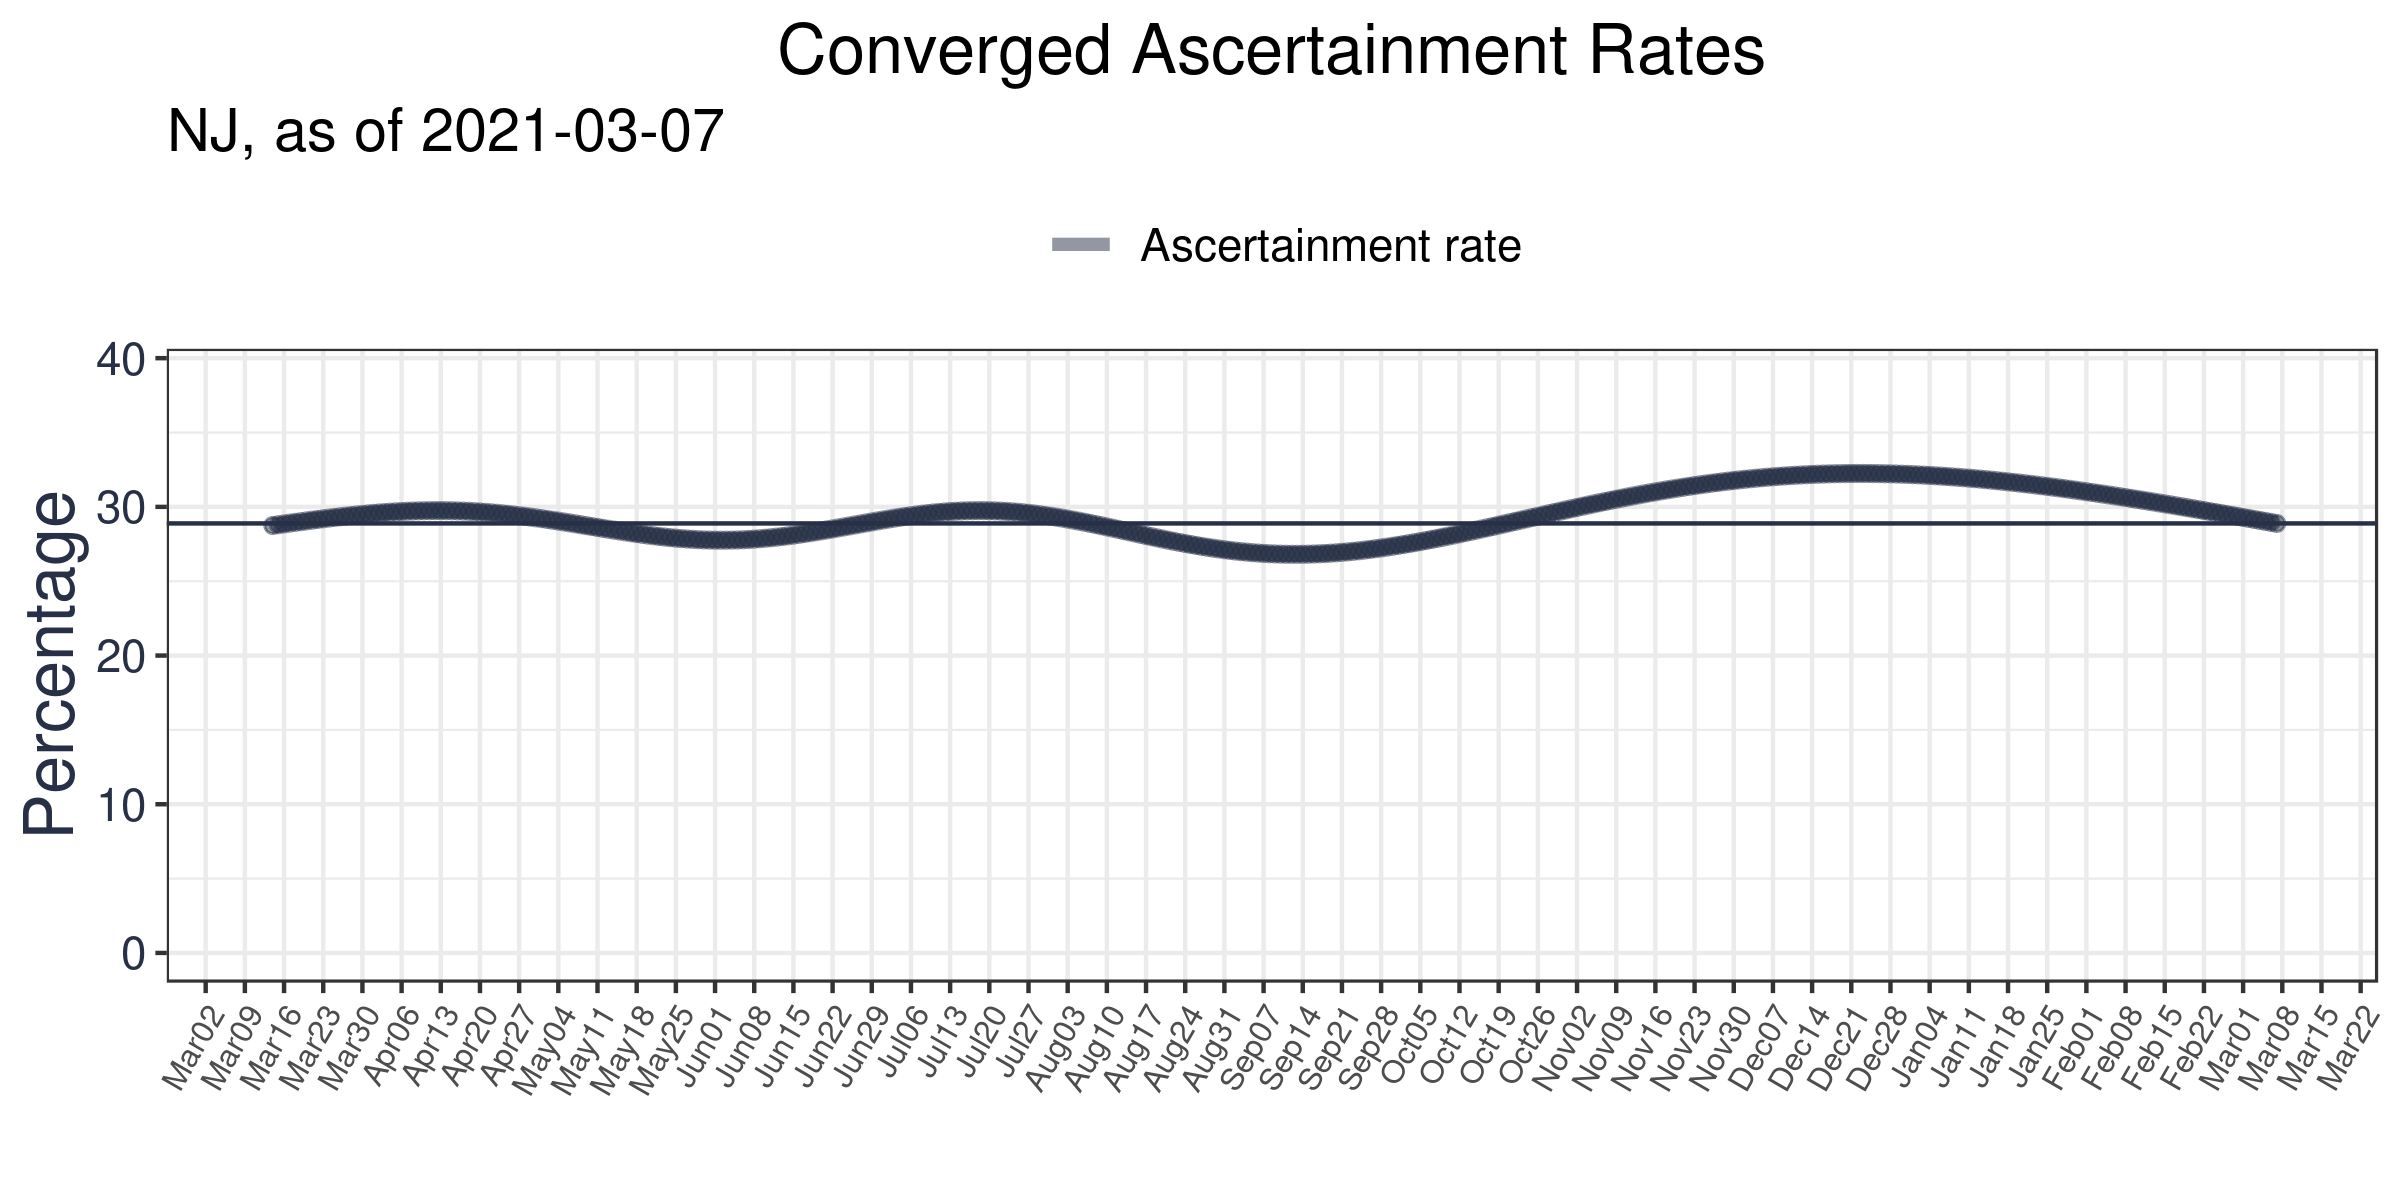 Converged Ascertainment Rates
NJ, as of 2021-03-07
Ascertainment rate
Percentage
40
30
20
10
0
Mar02
Mar09
Mar16
Mar23
Mar30
Apr06
Apr13
Apr20
Apr27
May04
May11
May18
May25
Jun01
Jun08
Jun15
Jun22
Jun29
Jul06
Jul13
Jul20
Jul27
Aug03
Aug10
Aug17
Aug24
Aug31
Sep07
Sep14
Sep21
Sep28
Oct05
Oct12
Oct19
Oct26
Nov02
Nov09
Nov16
Nov23
Nov30
Dec07
Dec14
Dec21
Dec28
Jan04
Jan11
Jan18
Jan25
Feb01
Feb08
Feb15
Feb22
Mar01
Mar08
Mar15
Mar22